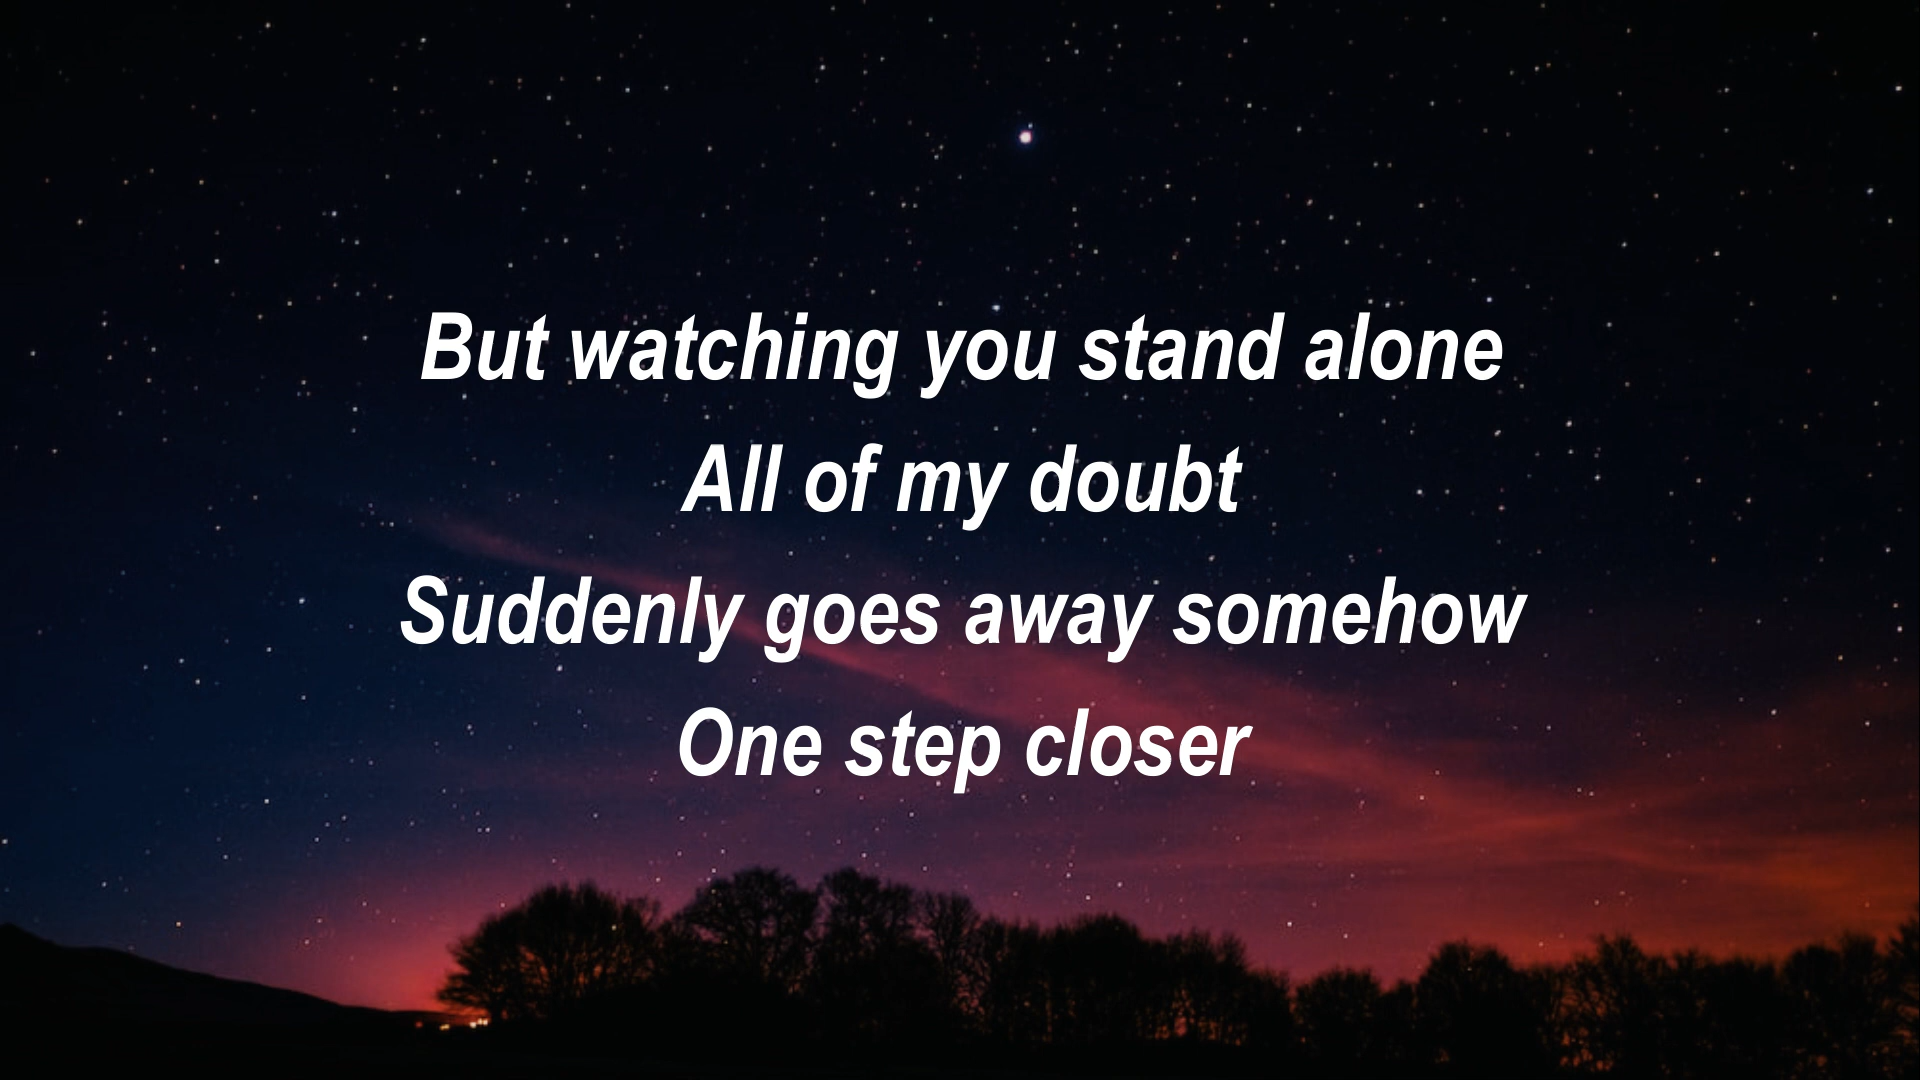 But watching you stand alone
All of my doubt
Suddenly goes away somehow
One step closer